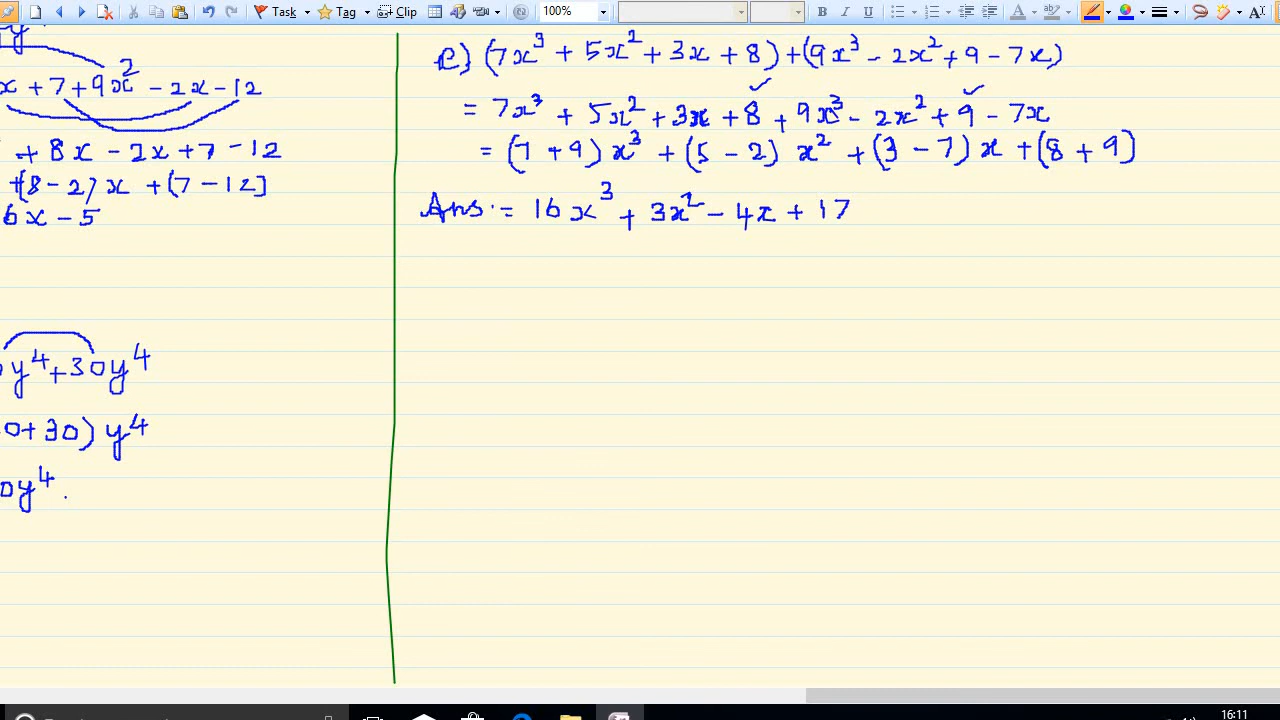 Task Tag Clip 100% B I U A A
y
x + 7 + 9x² - 2x - 12
+ 8x - 2x + 7 - 12
+(8 - 2) x + (7 - 12]
6x - 5
y⁴ + 30y⁴
0 + 30) y⁴
0y⁴.
e) (7x³ + 5x² + 3x + 8) + (9x³ - 2x² + 9 - 7x)
= 7x³ + 5x² + 3x + 8 + 9x³ - 2x² + 9 - 7x
= (7 + 9) x³ + (5 - 2) x² + (3 - 7) x + (8 + 9)
Ans: = 16x³ + 3x² - 4x + 17
16:11